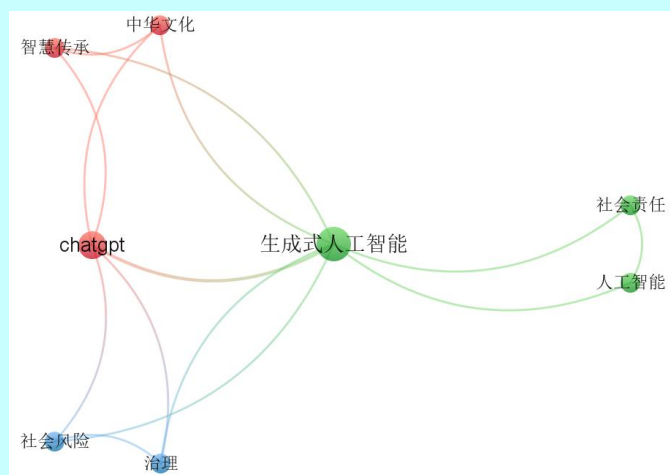 中华文化
智慧传承
社会责任
chatgpt
生成式人工智能
人工智能
社会风险
治理